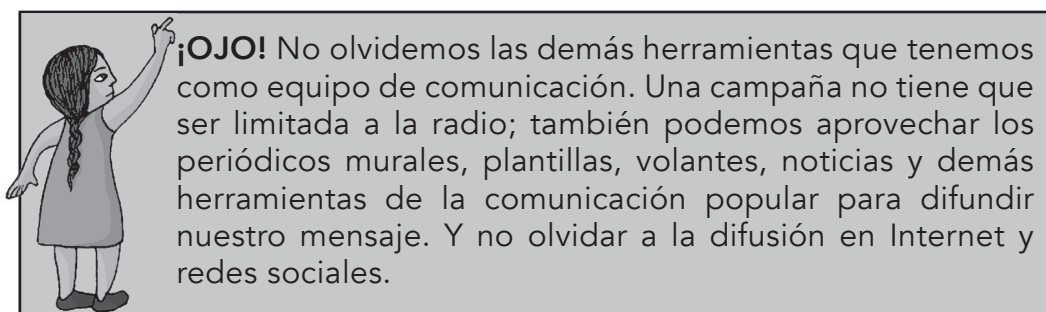 ¡OJO! No olvidemos las demás herramientas que tenemos
como equipo de comunicación. Una campaña no tiene que
ser limitada a la radio; también podemos aprovechar los
periódicos murales, plantillas, volantes, noticias y demás
herramientas de la comunicación popular para difundir
nuestro mensaje. Y no olvidar a la difusión en Internet y
redes sociales.